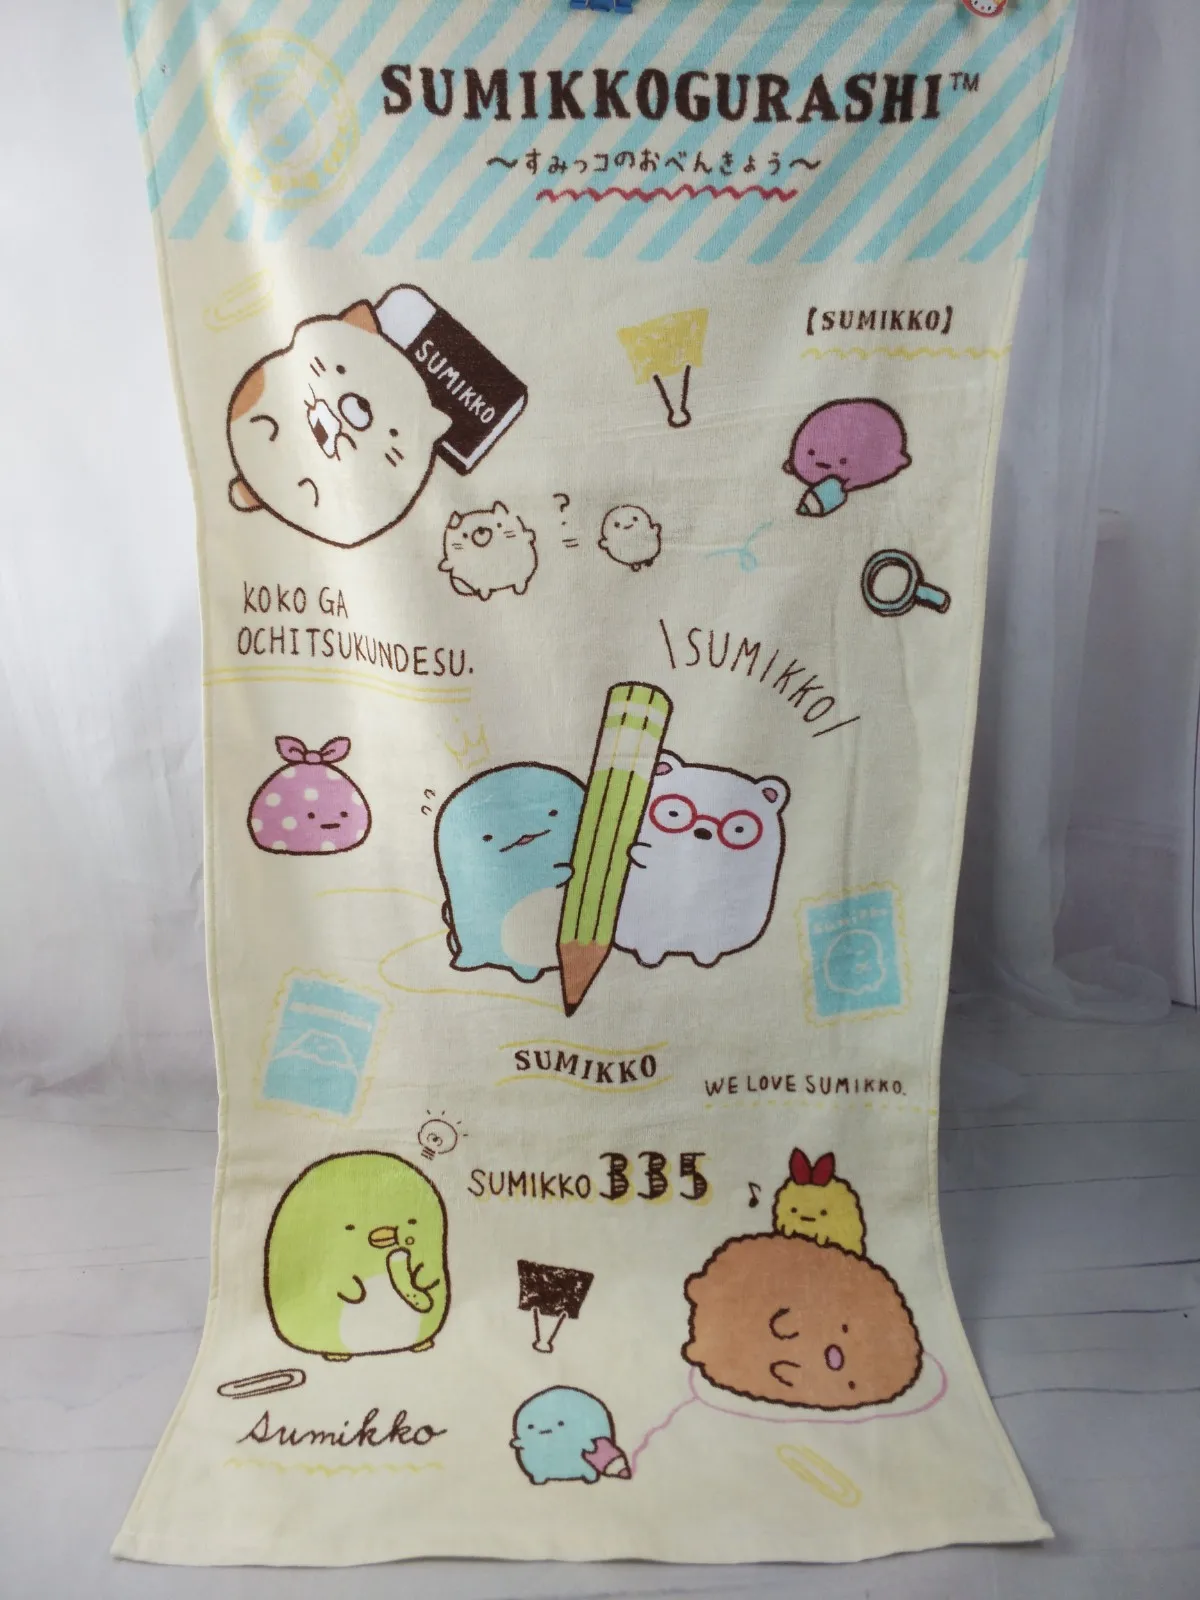 SUMIKKOGURASHI™
～すみっコのおべんきょう～
【SUMIKKO】
SUMIKKO
?
KOKO GA
OCHITSUKUNDESU.
\SUMIKKO/
Sumikko
SUMIKKO
WE LOVE SUMIKKO.
SUMIKKO 335
♪
Sumikko